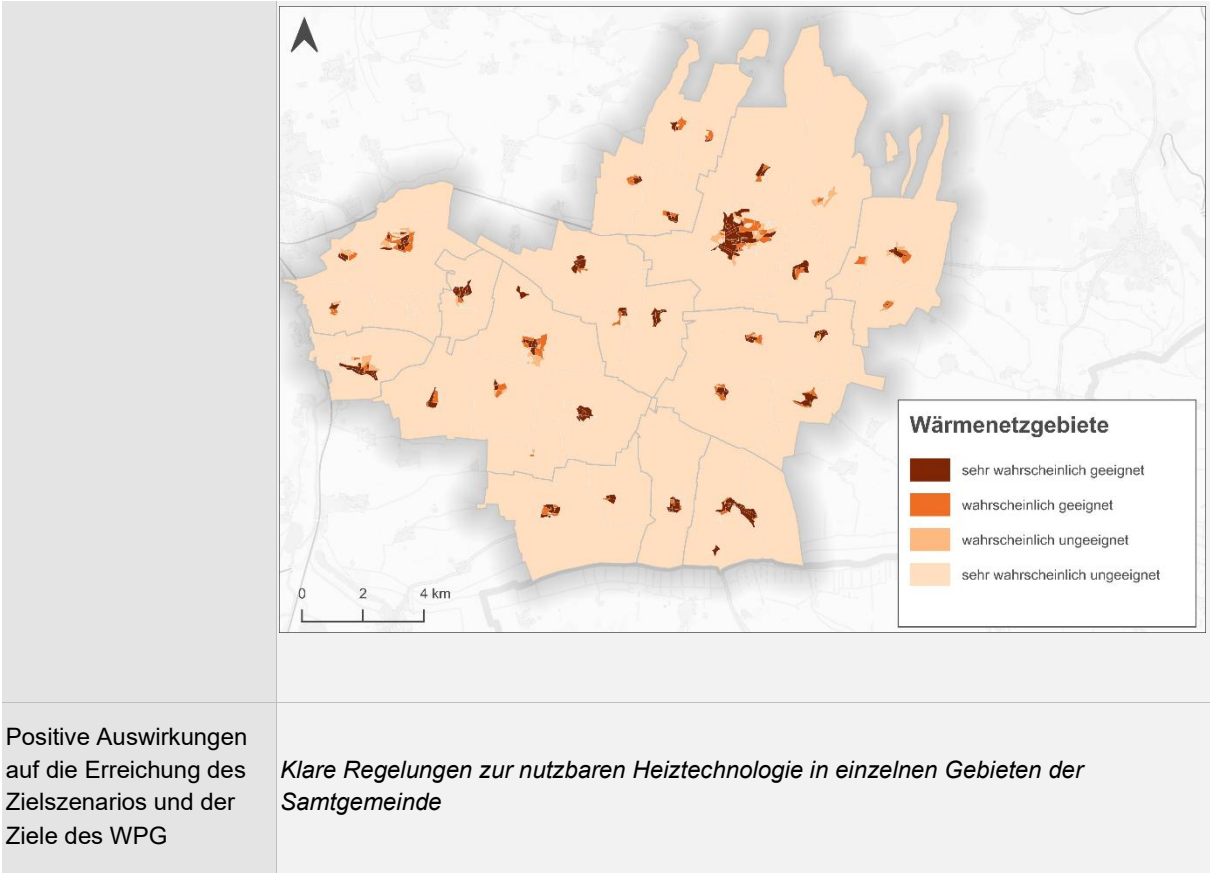 Wärmenetzgebiete
sehr wahrscheinlich geeignet
wahrscheinlich geeignet
wahrscheinlich ungeeignet
sehr wahrscheinlich ungeeignet
0 2 4 km
Positive Auswirkungen
auf die Erreichung des
Zielszenarios und der
Ziele des WPG
Klare Regelungen zur nutzbaren Heiztechnologie in einzelnen Gebieten der
Samtgemeinde